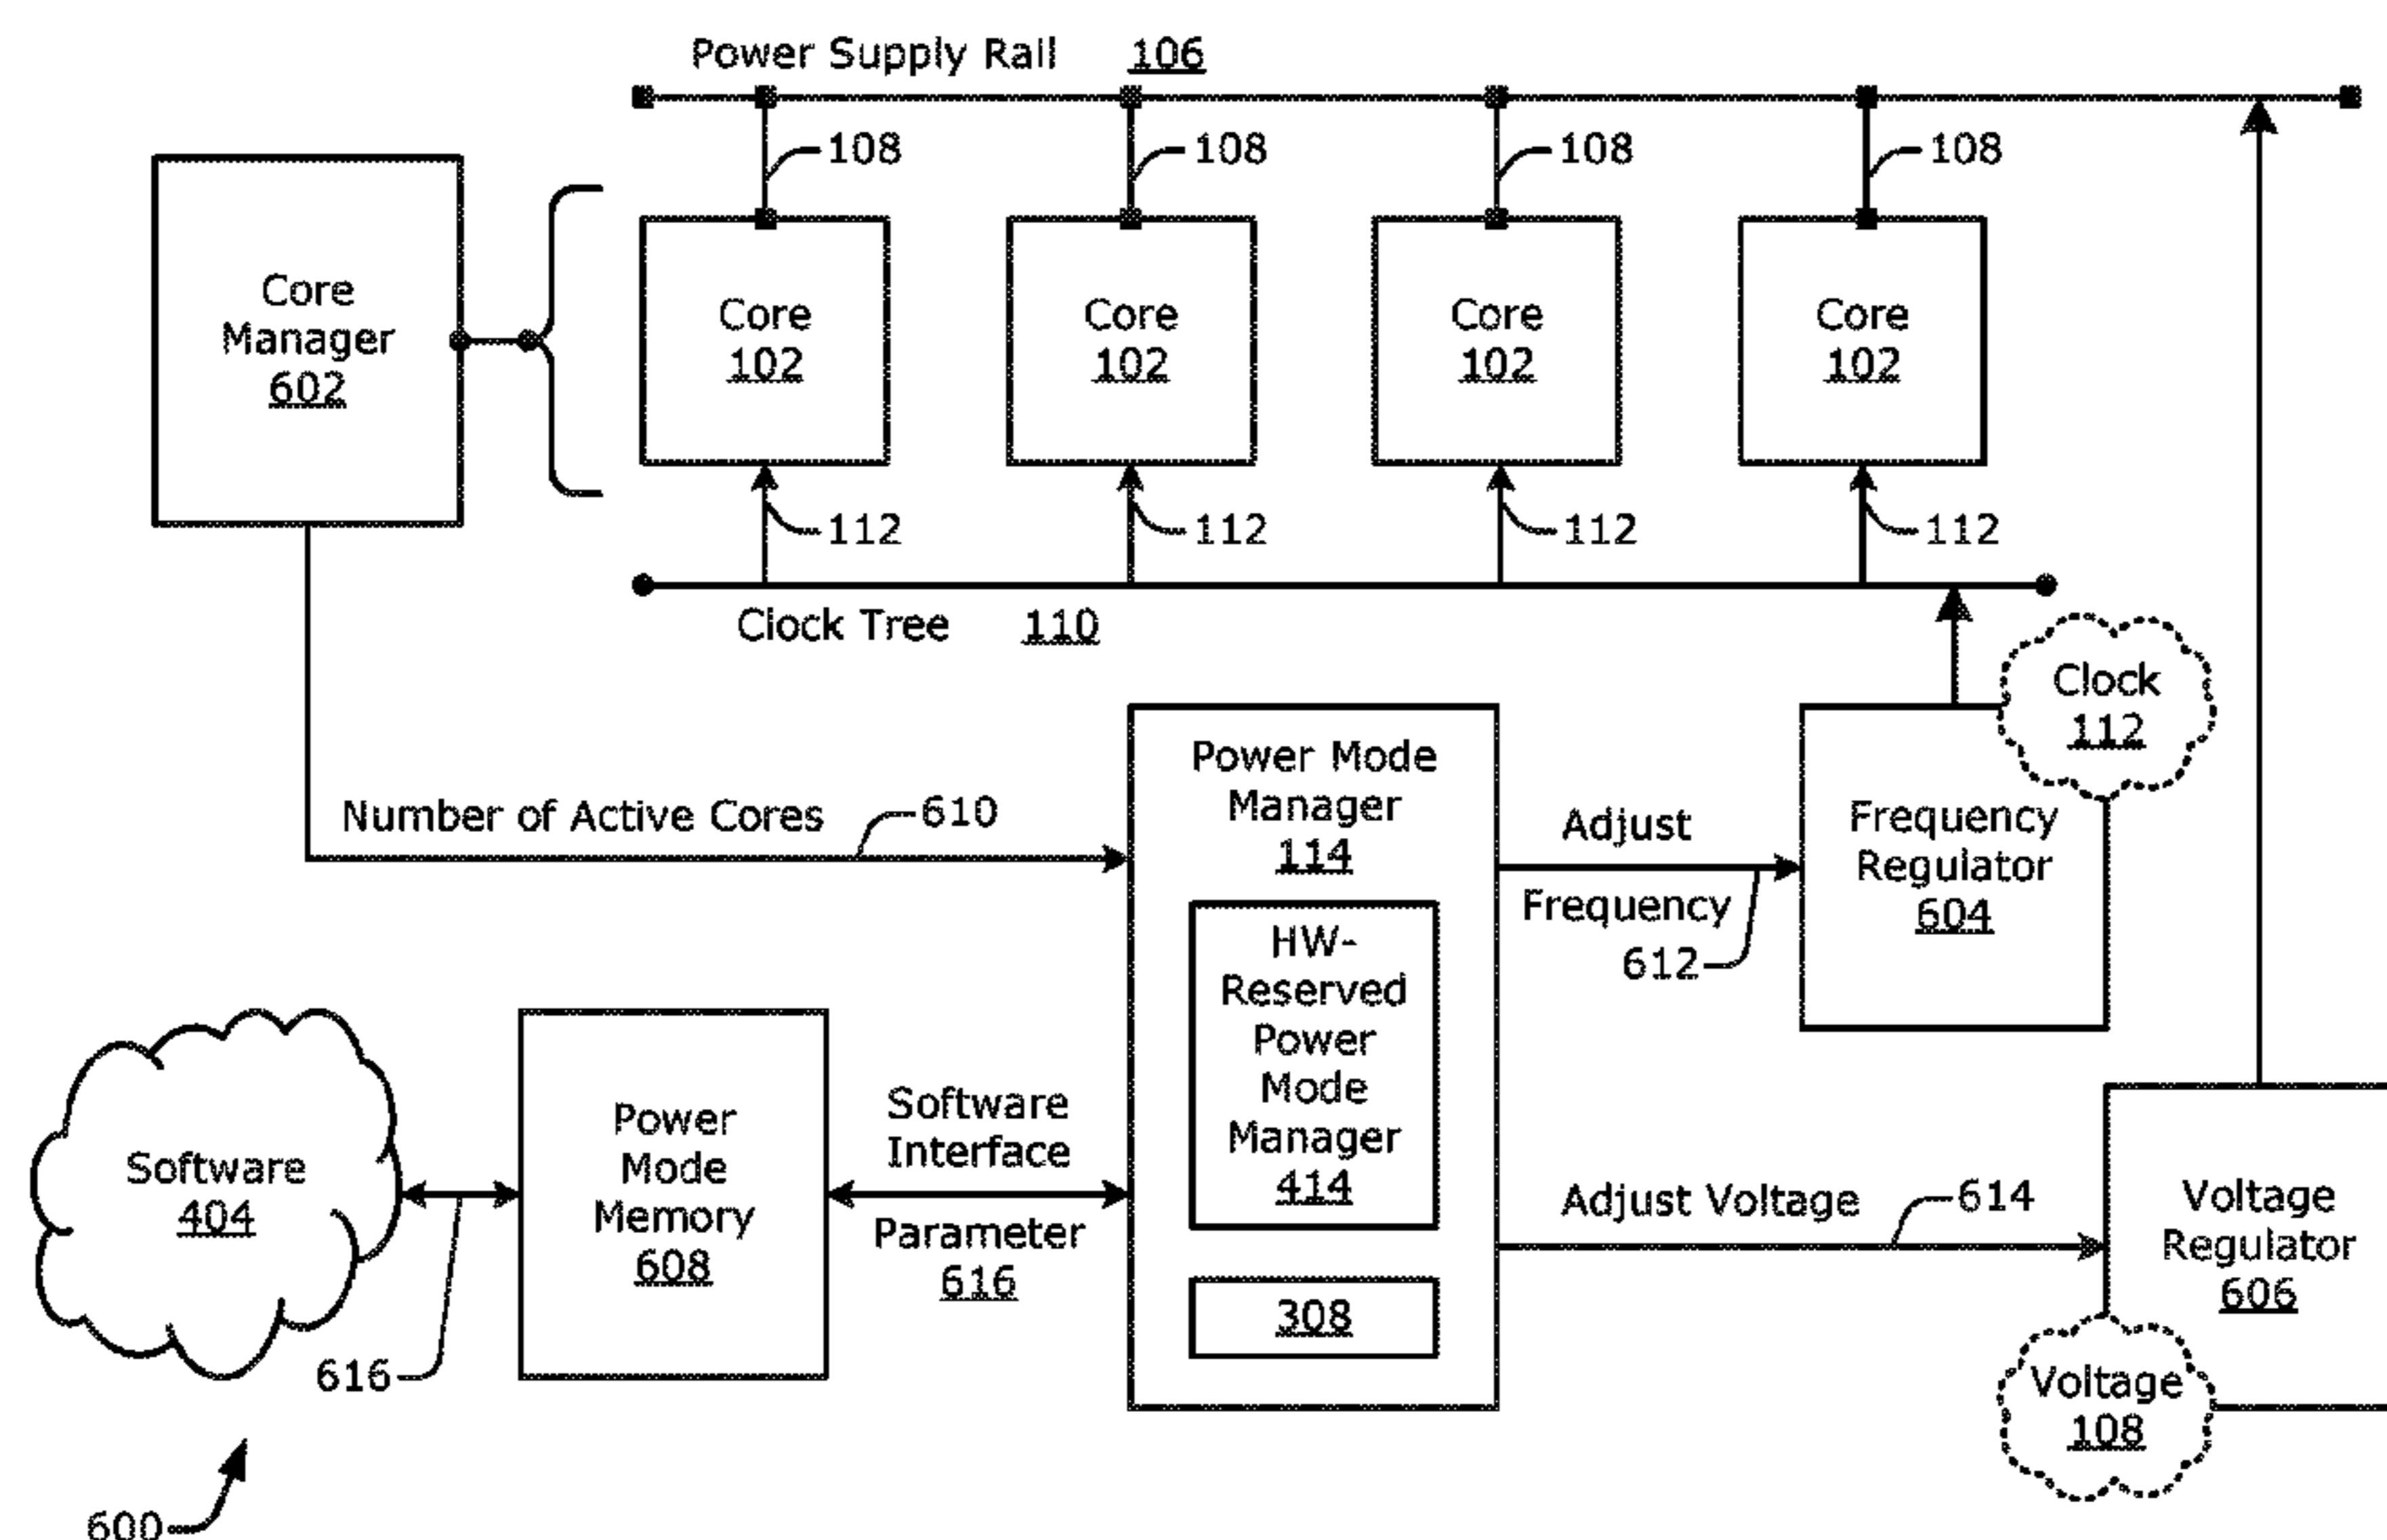 Power Supply Rail 106
108
108
108
108
Core
Manager
602
Core
102
Core
102
Core
102
Core
102
112
112
112
112
Clock Tree 110
Clock
112
Number of Active Cores
610
Power Mode
Manager
114
HW-
Reserved
Power
Mode
Manager
414
308
Adjust
Frequency
612
Frequency
Regulator
604
Software
404
616
Power
Mode
Memory
608
Software
Interface
Parameter
616
Adjust Voltage
614
Voltage
Regulator
606
Voltage
108
600